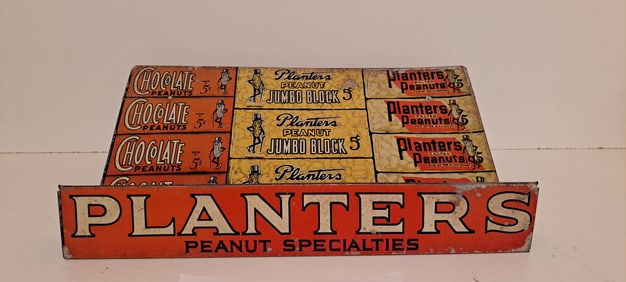 CHOCOLATE
PEANUTS 5¢
Planters
PEANUT
JUMBO BLOCK 5¢
Planters
Peanuts 5
CHOCOLATE
PEANUTS 5¢
Planters
PEANUT
JUMBO BLOCK 5¢
Planters
Peanuts 5
CHOCOLATE
PEANUTS 5¢
Planters
Planters
Peanuts 5
PLANTERS
PEANUT SPECIALTIES